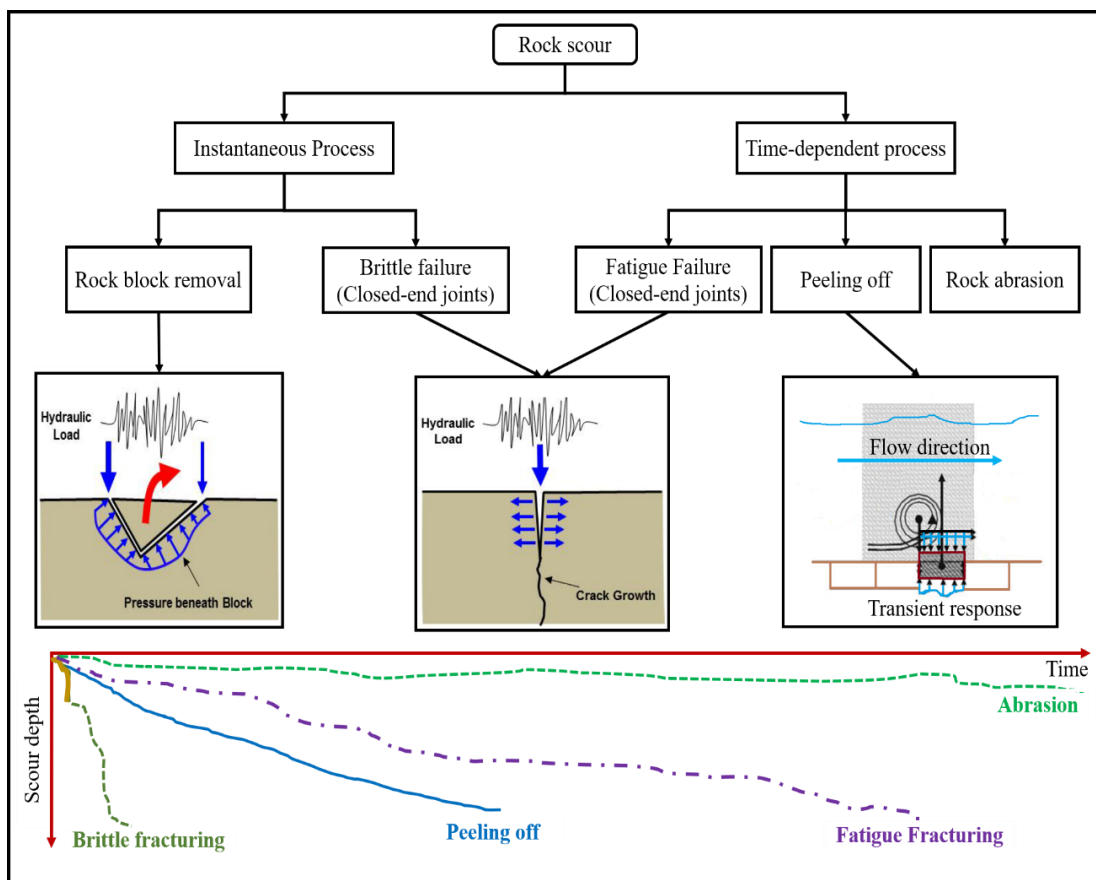 Rock scour
Instantaneous Process
Time-dependent process
Rock block removal
Brittle failure
(Closed-end joints)
Fatigue Failure
(Closed-end joints)
Peeling off
Rock abrasion
Hydraulic
Load
Pressure beneath Block
Hydraulic
Load
Crack Growth
Flow direction
Transient response
Time
Scour depth
Abrasion
Brittle fracturing
Peeling off
Fatigue Fracturing